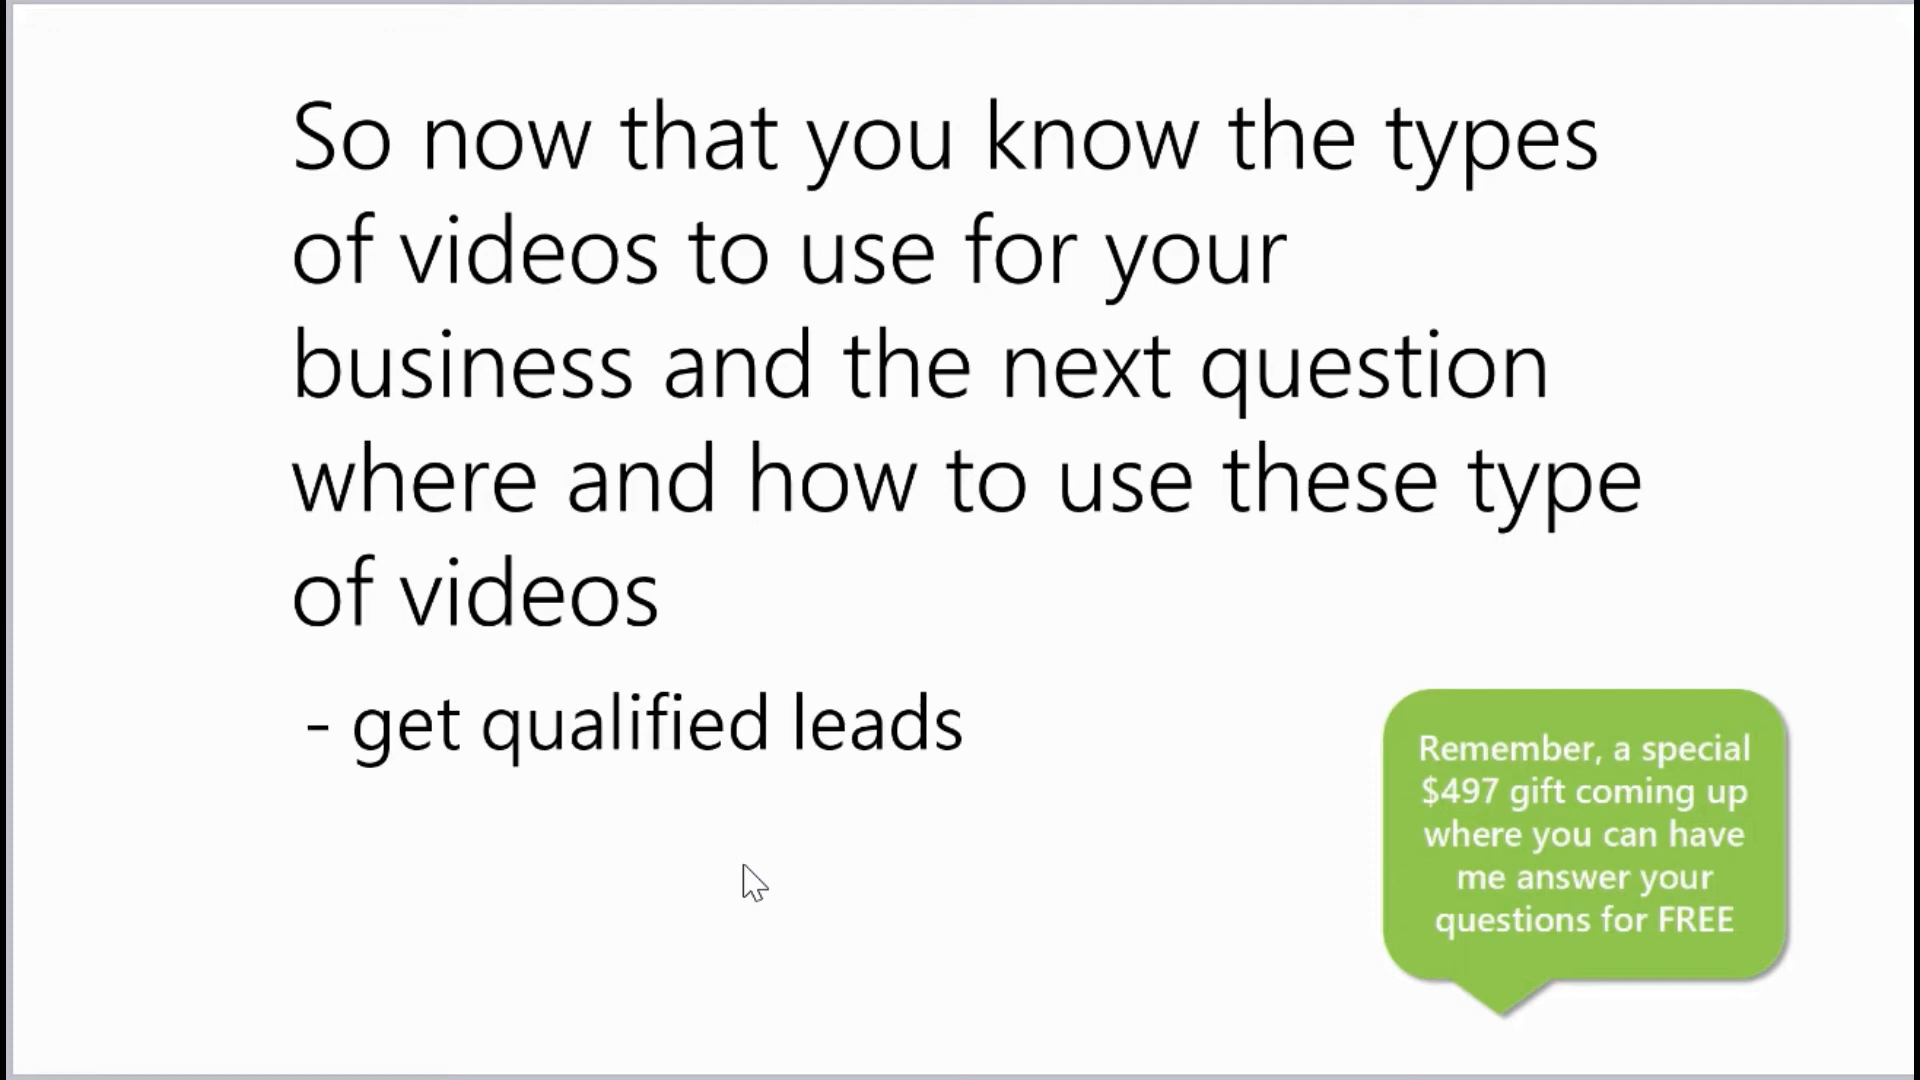 So now that you know the types
of videos to use for your
business and the next question
where and how to use these type
of videos
- get qualified leads
Remember, a special
$497 gift coming up
where you can have
me answer your
questions for FREE